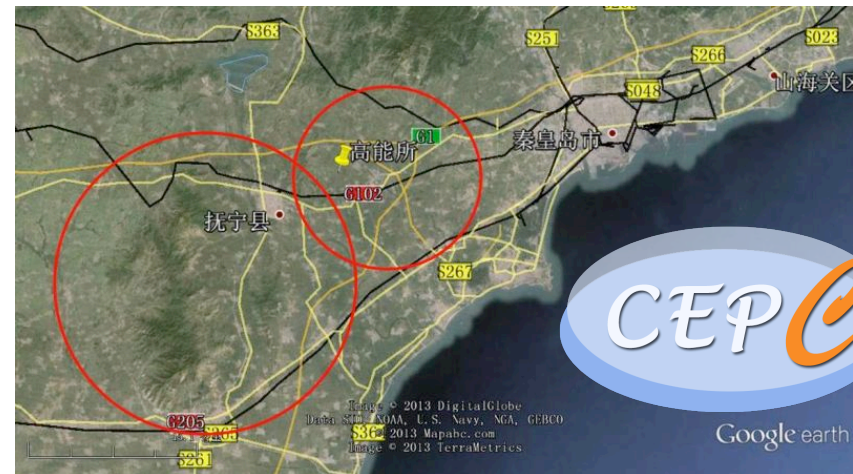 S363
S251
S266
S023
山海关区
S048
G1
秦皇岛市
高能所
G102
抚宁县
S267
CEPC
G205
Image © 2013 DigitalGlobe
Data SIO, NOAA, U.S. Navy, NGA, GEBCO
© 2013 Mapabc.com
Image © 2013 TerraMetrics
S261
Google earth